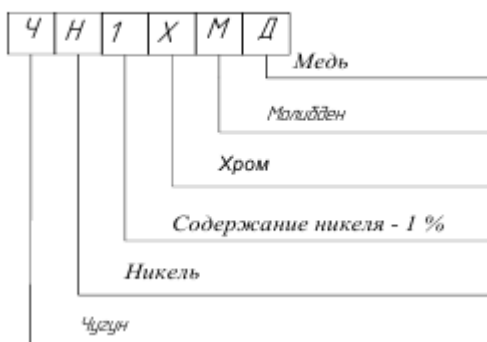 Ч Н 1 Х М Д
Медь
Молибден
Хром
Содержание никеля - 1 %
Никель
Чугун